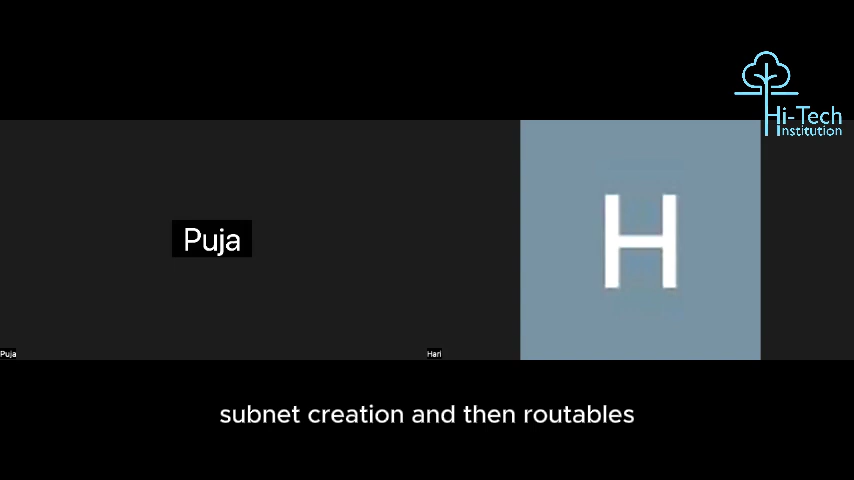 Hi-Tech
Institution
Puja
H
Puja
Hari
subnet creation and then routables